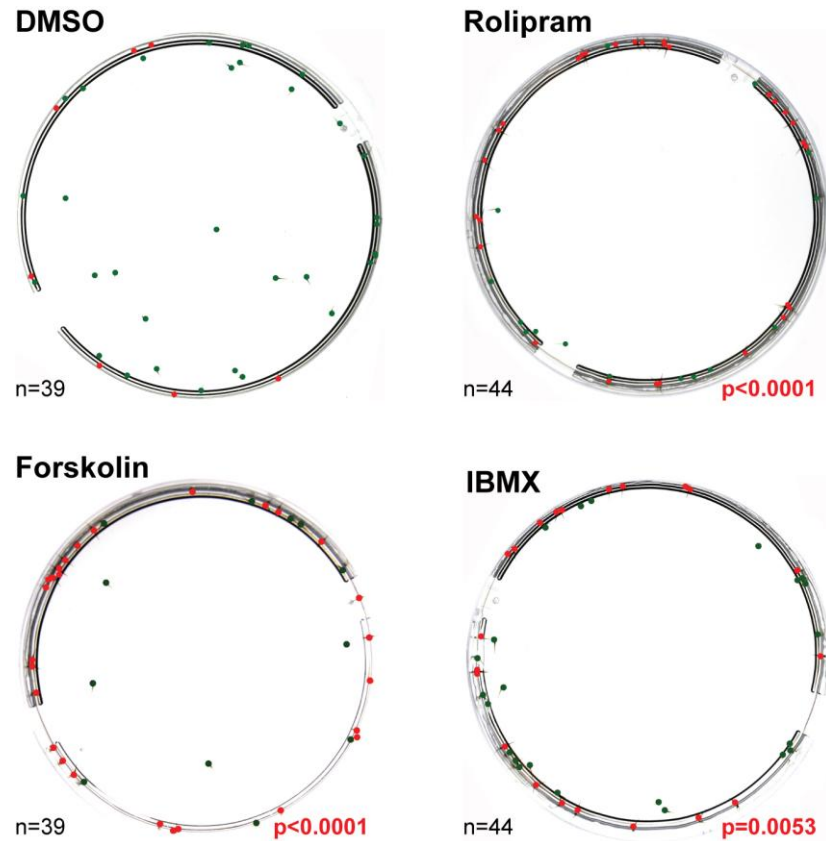 DMSO
n=39
Rolipram
n=44
p<0.0001
Forskolin
n=39
p<0.0001
IBMX
n=44
p=0.0053